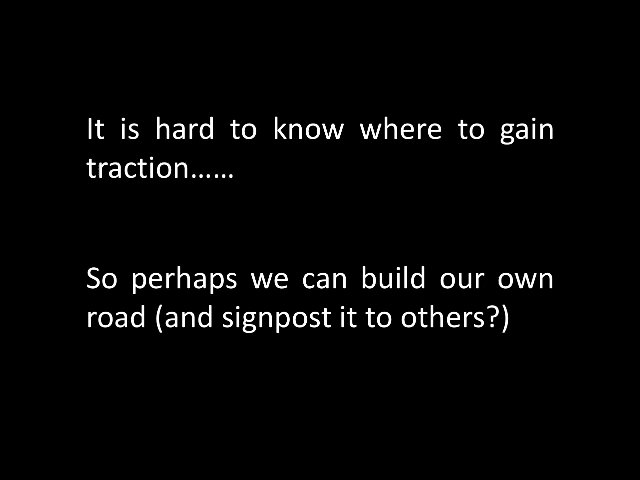 It is hard to know where to gain
traction……
So perhaps we can build our own
road (and signpost it to others?)